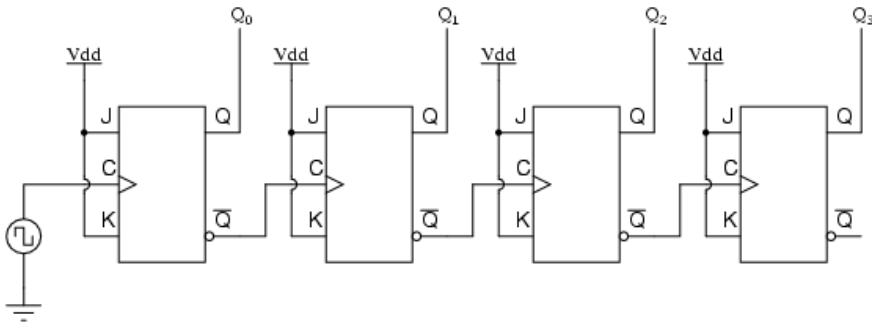 Q0 Q1 Q2 Q3
Vdd Vdd Vdd Vdd
J Q J Q J Q J Q
C C C C
K Q̅ K Q̅ K Q̅ K Q̅